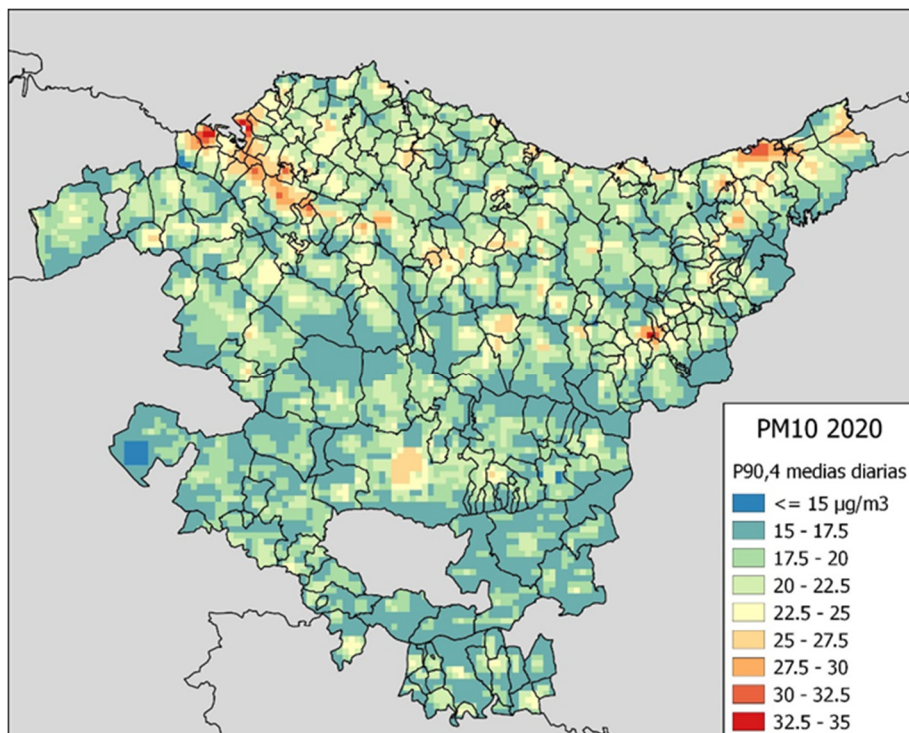 PM10 2020
P90,4 medias diarias
<= 15 µg/m3
15 - 17.5
17.5 - 20
20 - 22.5
22.5 - 25
25 - 27.5
27.5 - 30
30 - 32.5
32.5 - 35